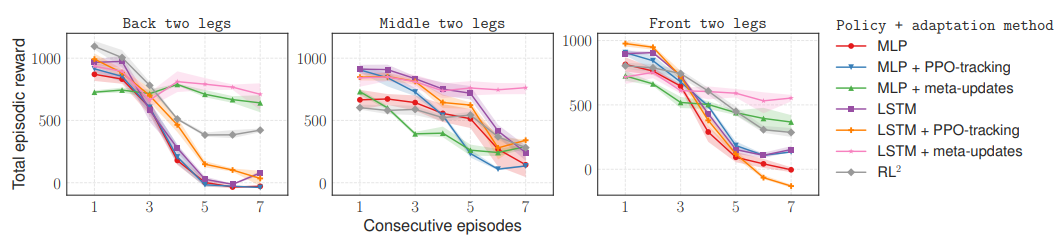 Back two legs
Middle two legs
Front two legs
Policy + adaptation method
MLP
MLP + PPO-tracking
MLP + meta-updates
LSTM
LSTM + PPO-tracking
LSTM + meta-updates
RL²
Total episodic reward
1000
500
0
1000
500
0
1000
500
0
1 3 5 7
1 3 5 7
1 3 5 7
Consecutive episodes